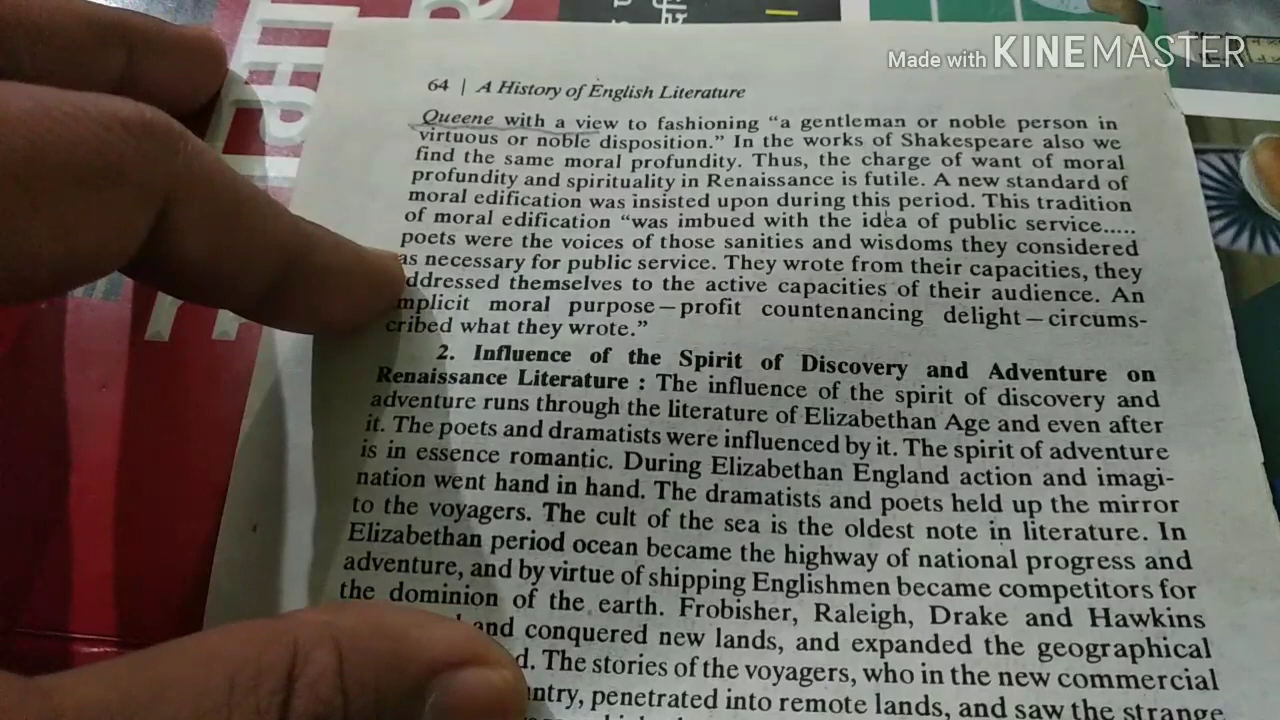 Made with KINEMASTER
64 | A History of English Literature
Queene with a view to fashioning “a gentleman or noble person in
virtuous or noble disposition.” In the works of Shakespeare also we
find the same moral profundity. Thus, the charge of want of moral
profundity and spirituality in Renaissance is futile. A new standard of
moral edification was insisted upon during this period. This tradition
of moral edification “was imbued with the idea of public service.....
poets were the voices of those sanities and wisdoms they considered
as necessary for public service. They wrote from their capacities, they
ddressed themselves to the active capacities of their audience. An
mplicit moral purpose—profit countenancing delight—circums-
cribed what they wrote.”
2. Influence of the Spirit of Discovery and Adventure on
Renaissance Literature : The influence of the spirit of discovery and
adventure runs through the literature of Elizabethan Age and even after
it. The poets and dramatists were influenced by it. The spirit of adventure
is in essence romantic. During Elizabethan England action and imagi-
nation went hand in hand. The dramatists and poets held up the mirror
to the voyagers. The cult of the sea is the oldest note in literature. In
Elizabethan period ocean became the highway of national progress and
adventure, and by virtue of shipping Englishmen became competitors for
the dominion of the earth. Frobisher, Raleigh, Drake and Hawkins
and conquered new lands, and expanded the geographical
d. The stories of the voyagers, who in the new commercial
ntry, penetrated into remote lands, and saw the strange